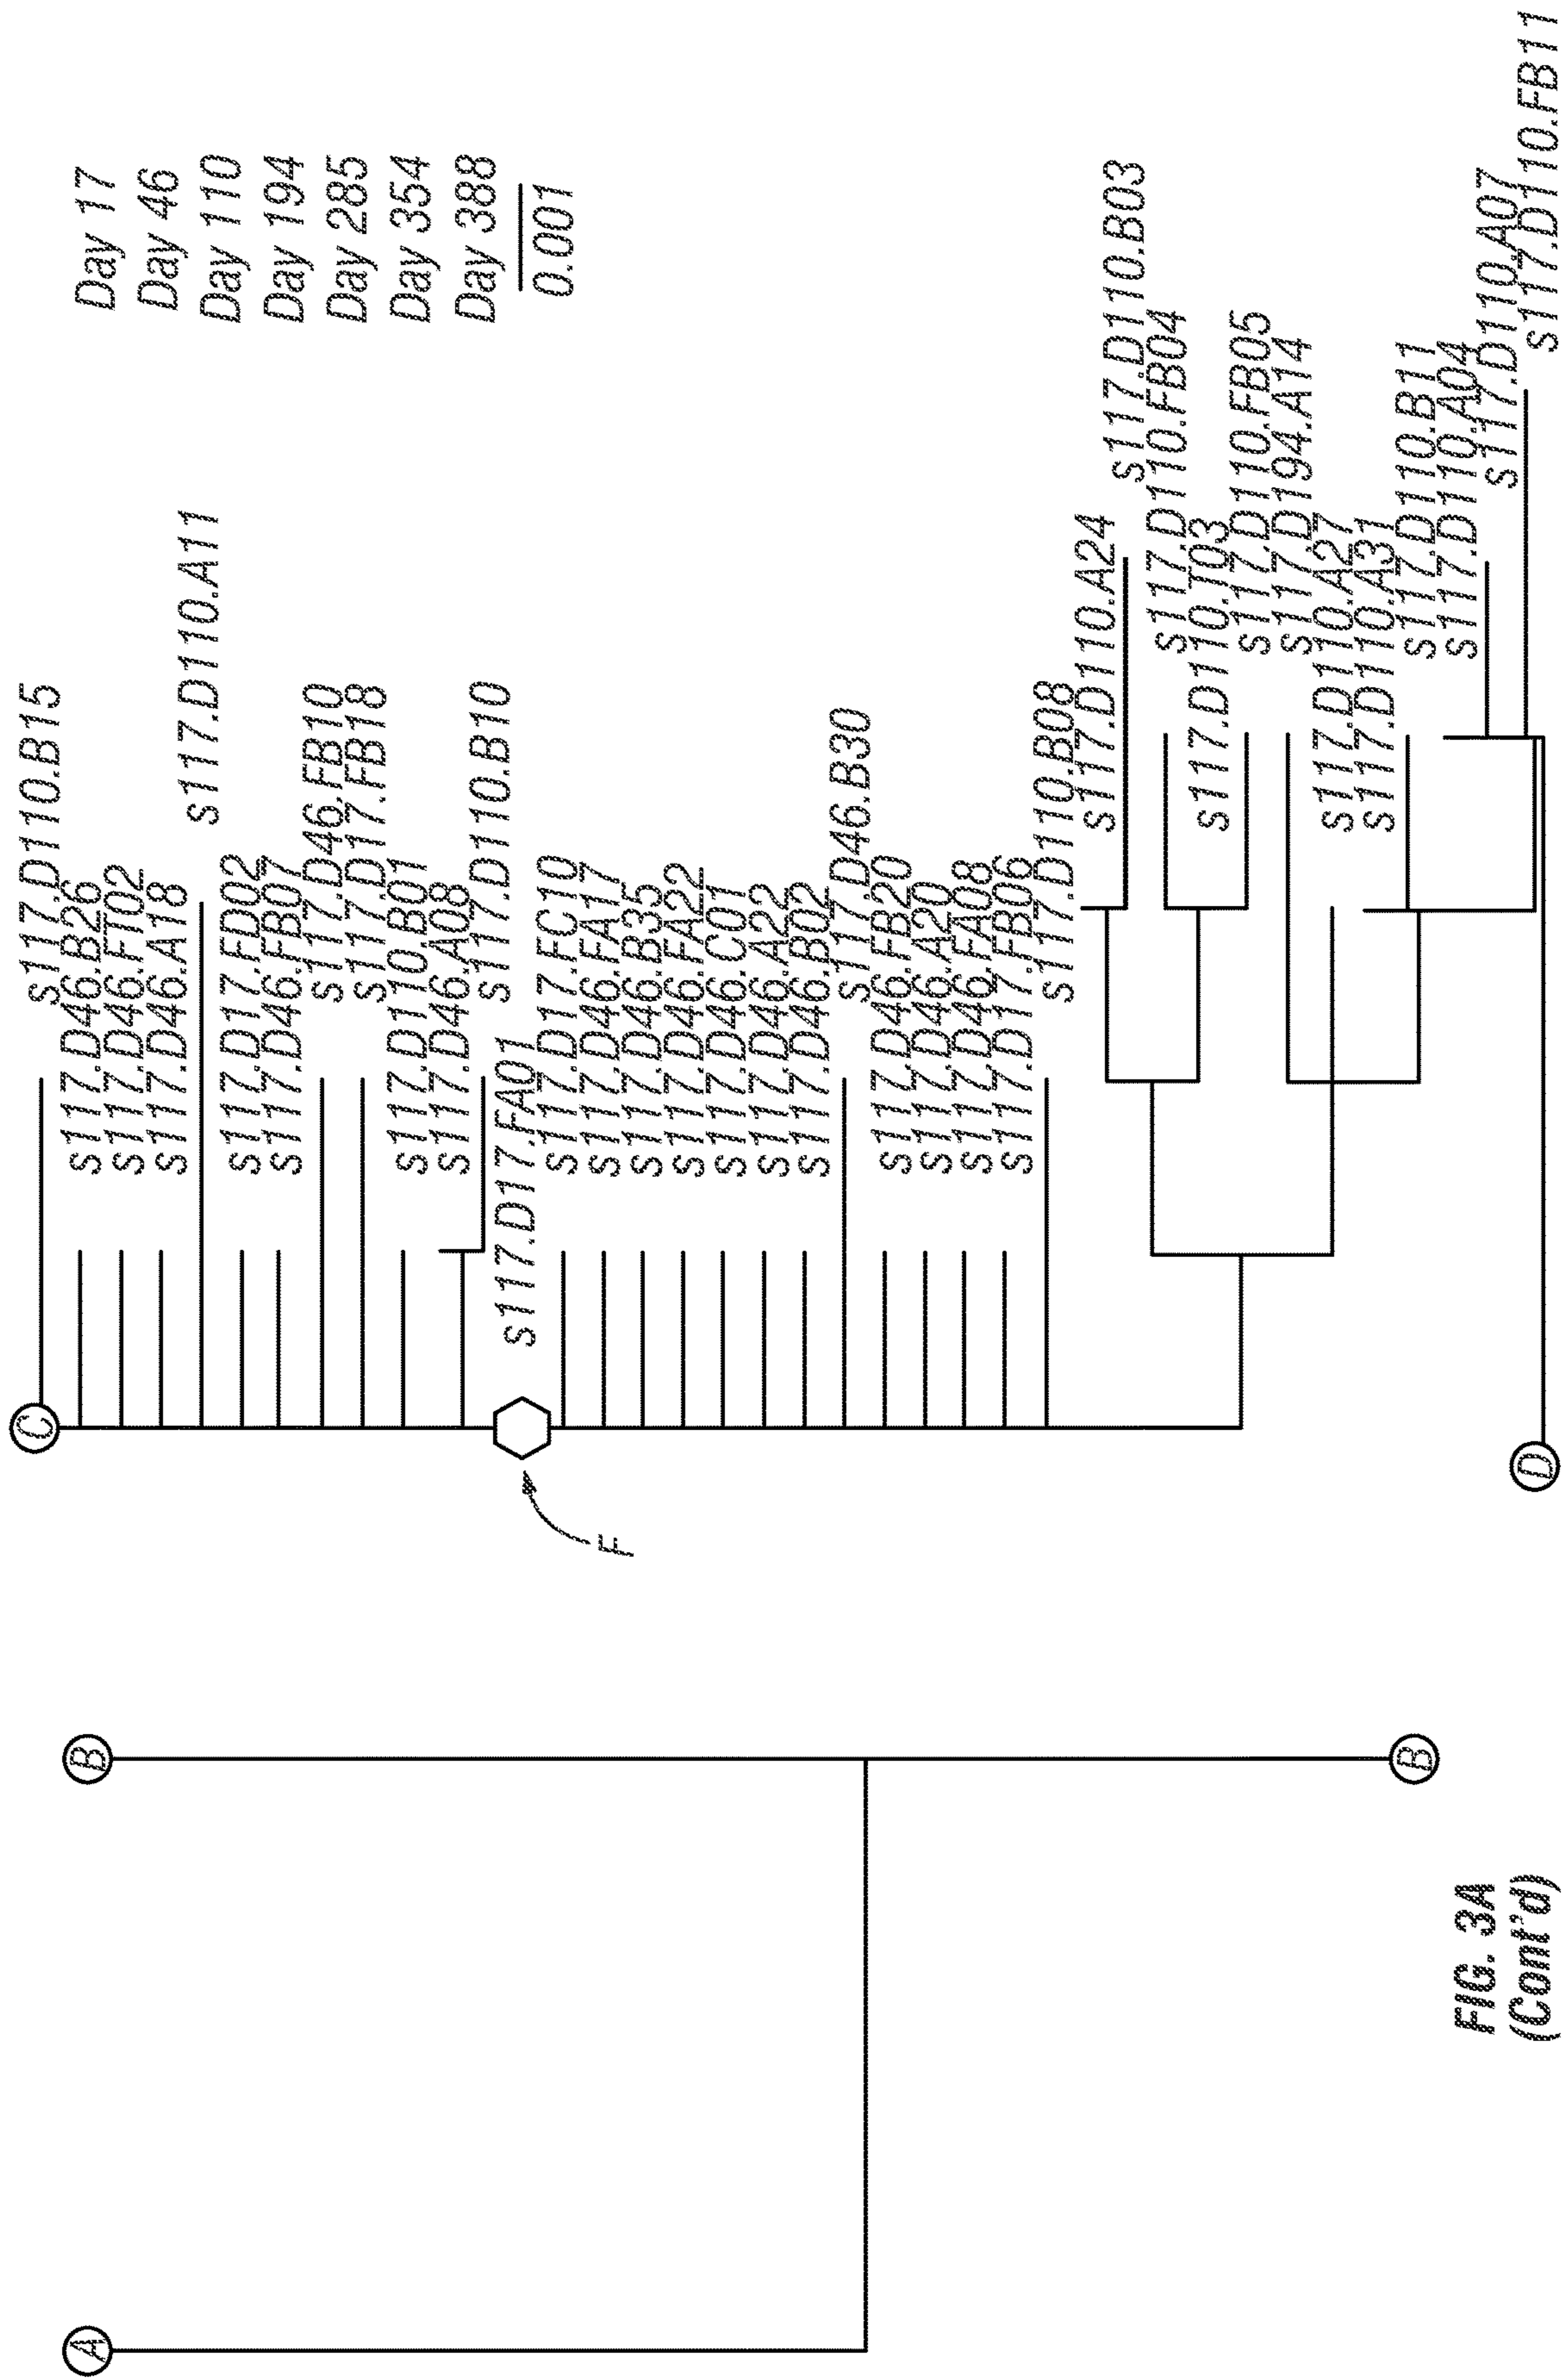 C
s117.D110.B15
s117.D46.B26
s117.D46.FT02
s117.D46.A18
s117.D110.A11
s117.D17.FD02
s117.D46.FB07
s117.D46.FB10
s117.D17.FB18
s117.D110.B01
s117.D46.A08
s117.D110.B10
s117.D17.FA01
s117.D17.FC10
s117.D46.FA17
s117.D46.B35
s117.D46.FA22
s117.D46.C01
s117.D46.A22
s117.D46.B02
s117.D46.B30
s117.D46.FB20
s117.D46.A20
s117.D46.FA08
s117.D17.FB06
s117.D110.B08
s117.D110.A24
s117.D110.B03
s117.D110.FB04
s117.D110.T03
s117.D110.FB05
s117.D194.A14
s117.D110.A27
s117.D110.A31
s117.D110.B11
s117.D110.A04
s117.D110.A07
s117.D110.FB11
Day 17
Day 46
Day 110
Day 194
Day 285
Day 354
Day 388
0.001
F
D
B
B
A
FIG. 3A
(Cont'd)